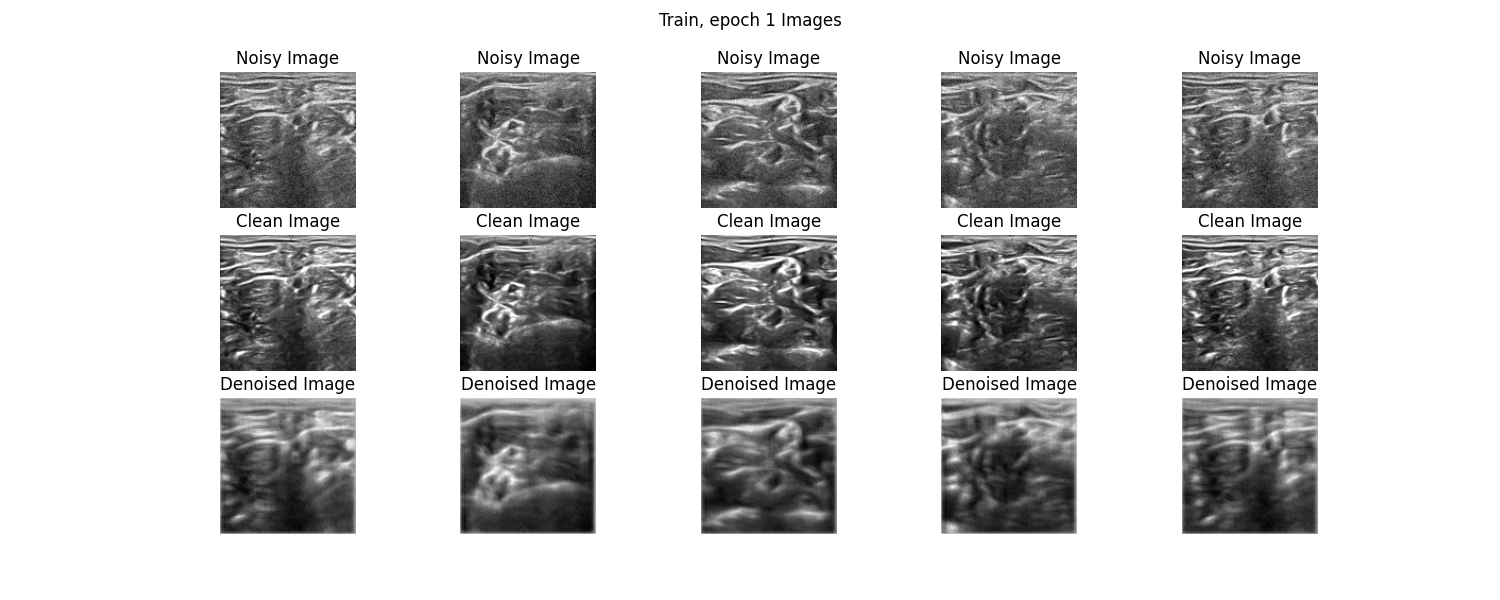 Train, epoch 1 Images
Noisy Image Noisy Image Noisy Image Noisy Image Noisy Image
Clean Image Clean Image Clean Image Clean Image Clean Image
Denoised Image Denoised Image Denoised Image Denoised Image Denoised Image